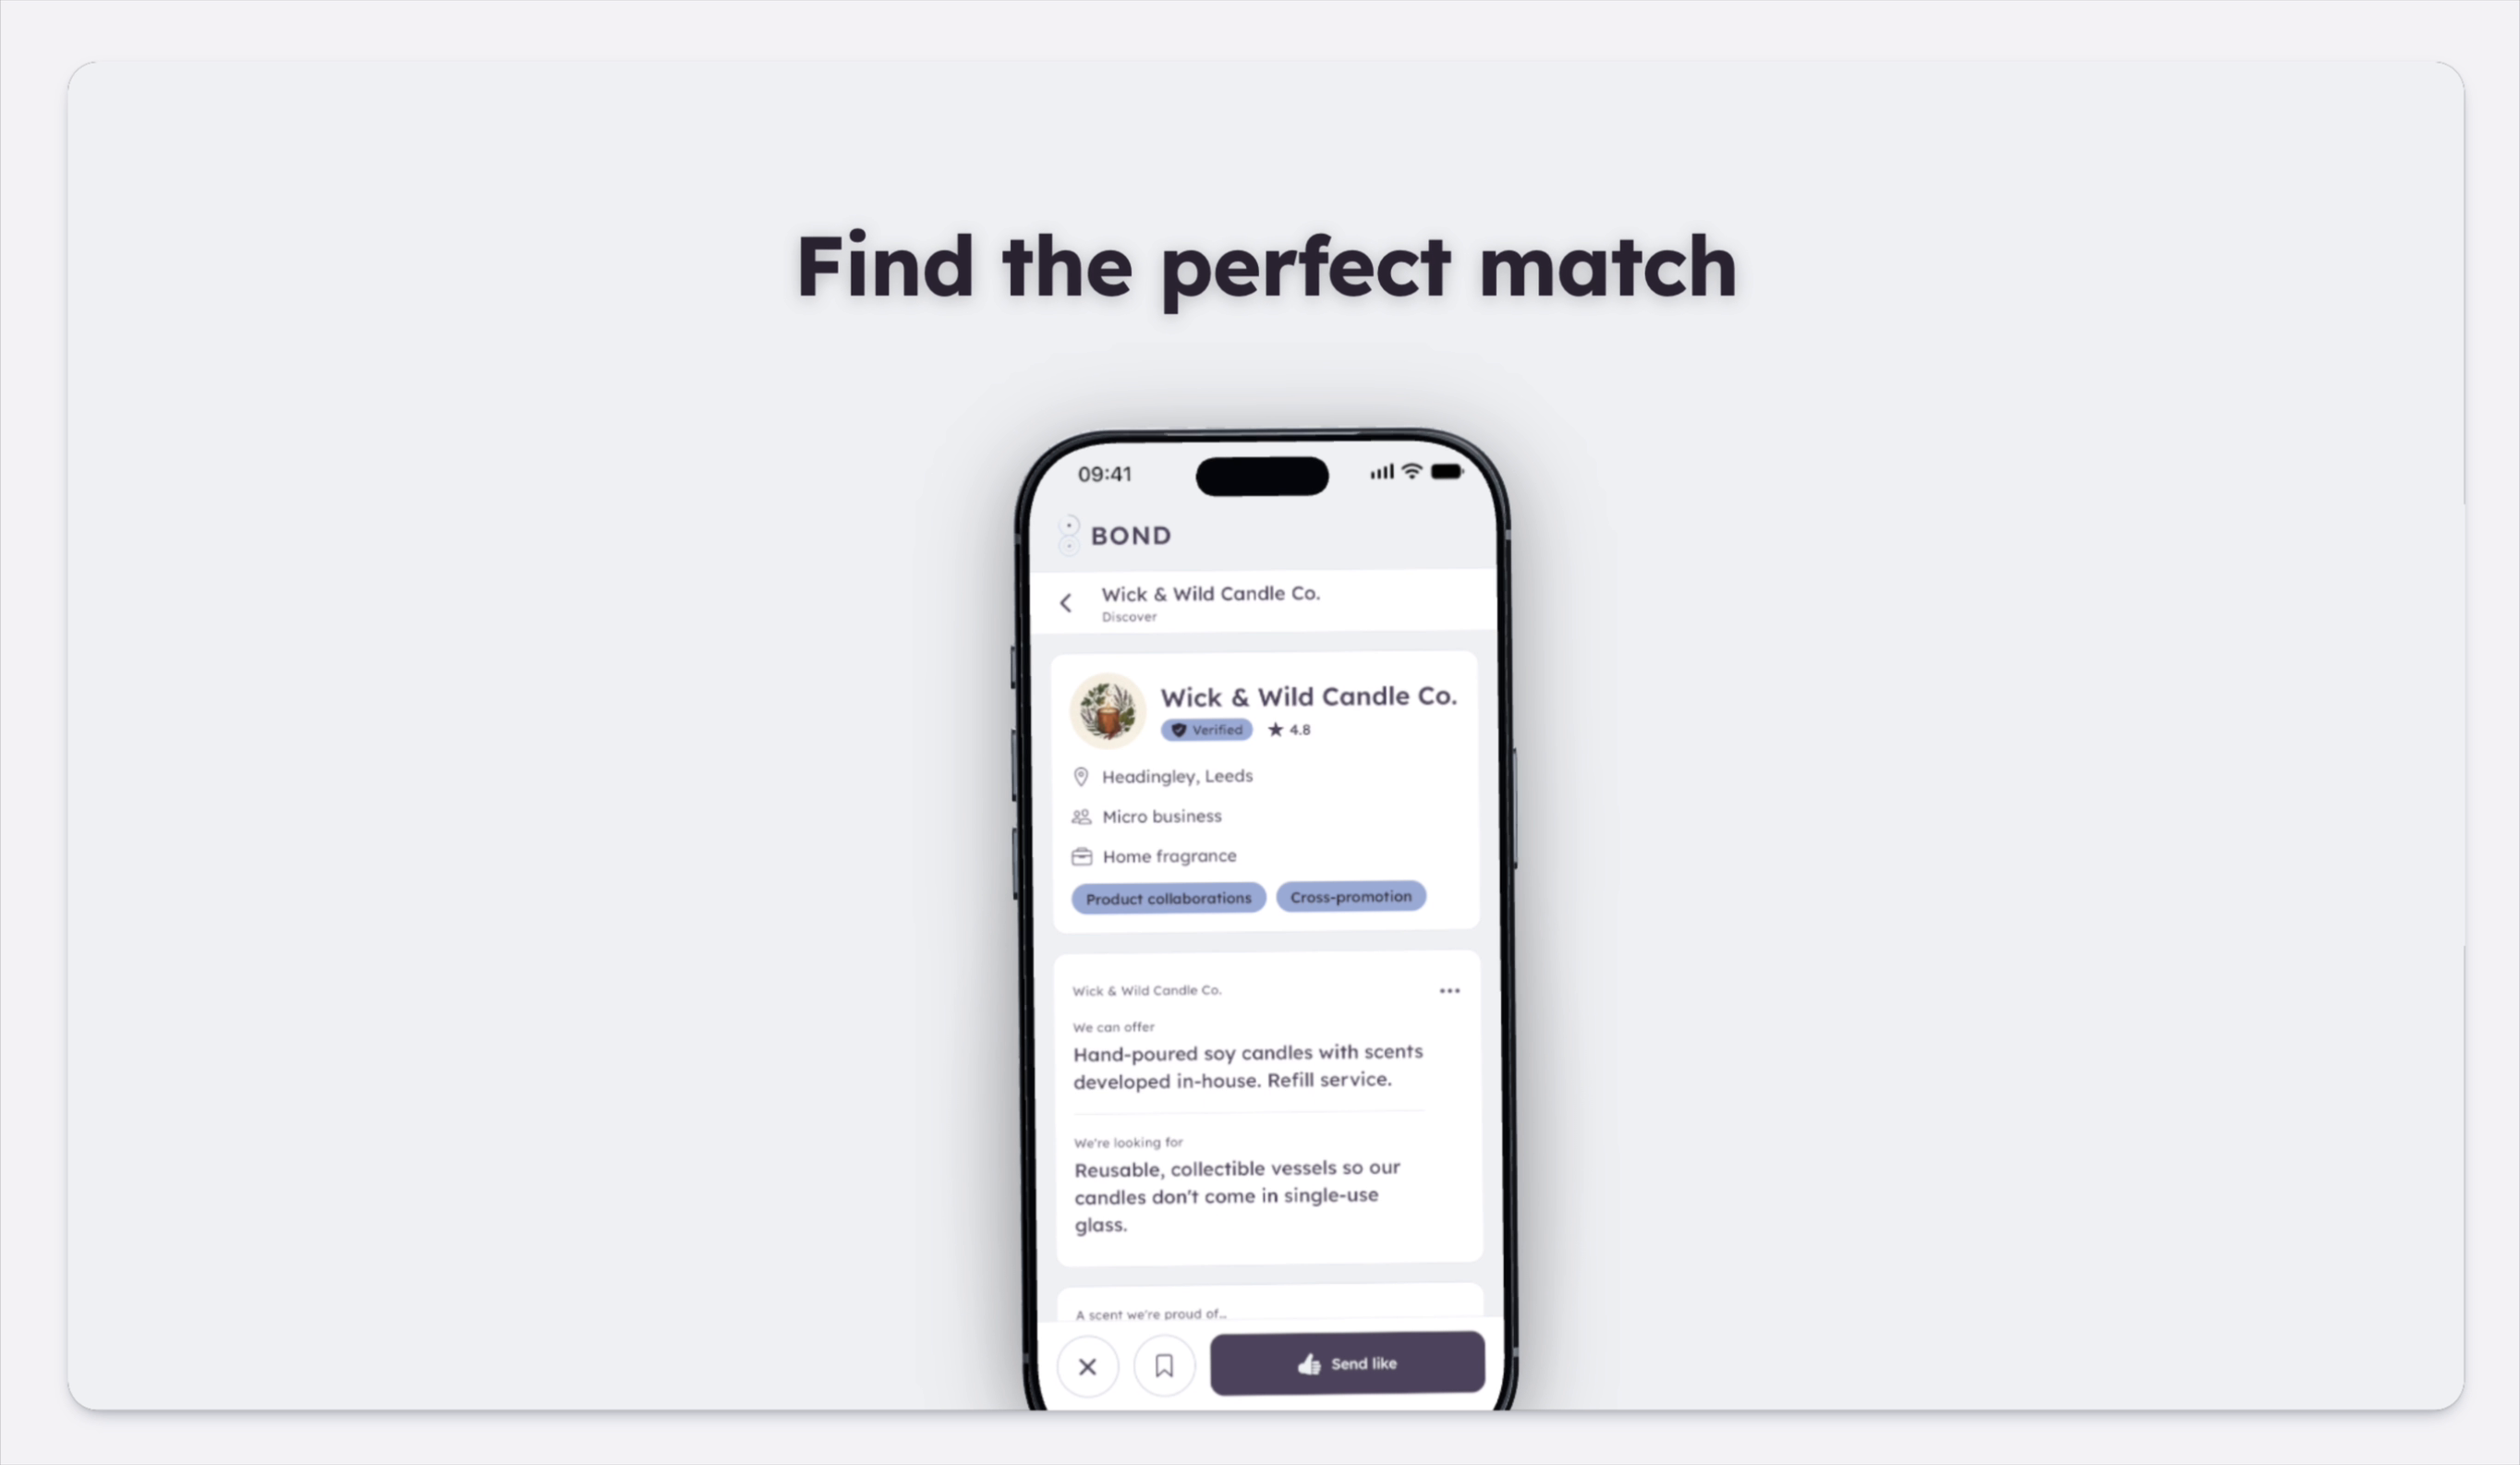 Find the perfect match
09:41
BOND
Wick & Wild Candle Co.
Discover
Wick & Wild Candle Co.
Verified ★ 4.8
Headingley, Leeds
Micro business
Home fragrance
Product collaborations Cross-promotion
Wick & Wild Candle Co.
We can offer
Hand-poured soy candles with scents
developed in-house. Refill service.
We're looking for
Reusable, collectible vessels so our
candles don't come in single-use
glass.
A scent we're proud of...
Send like